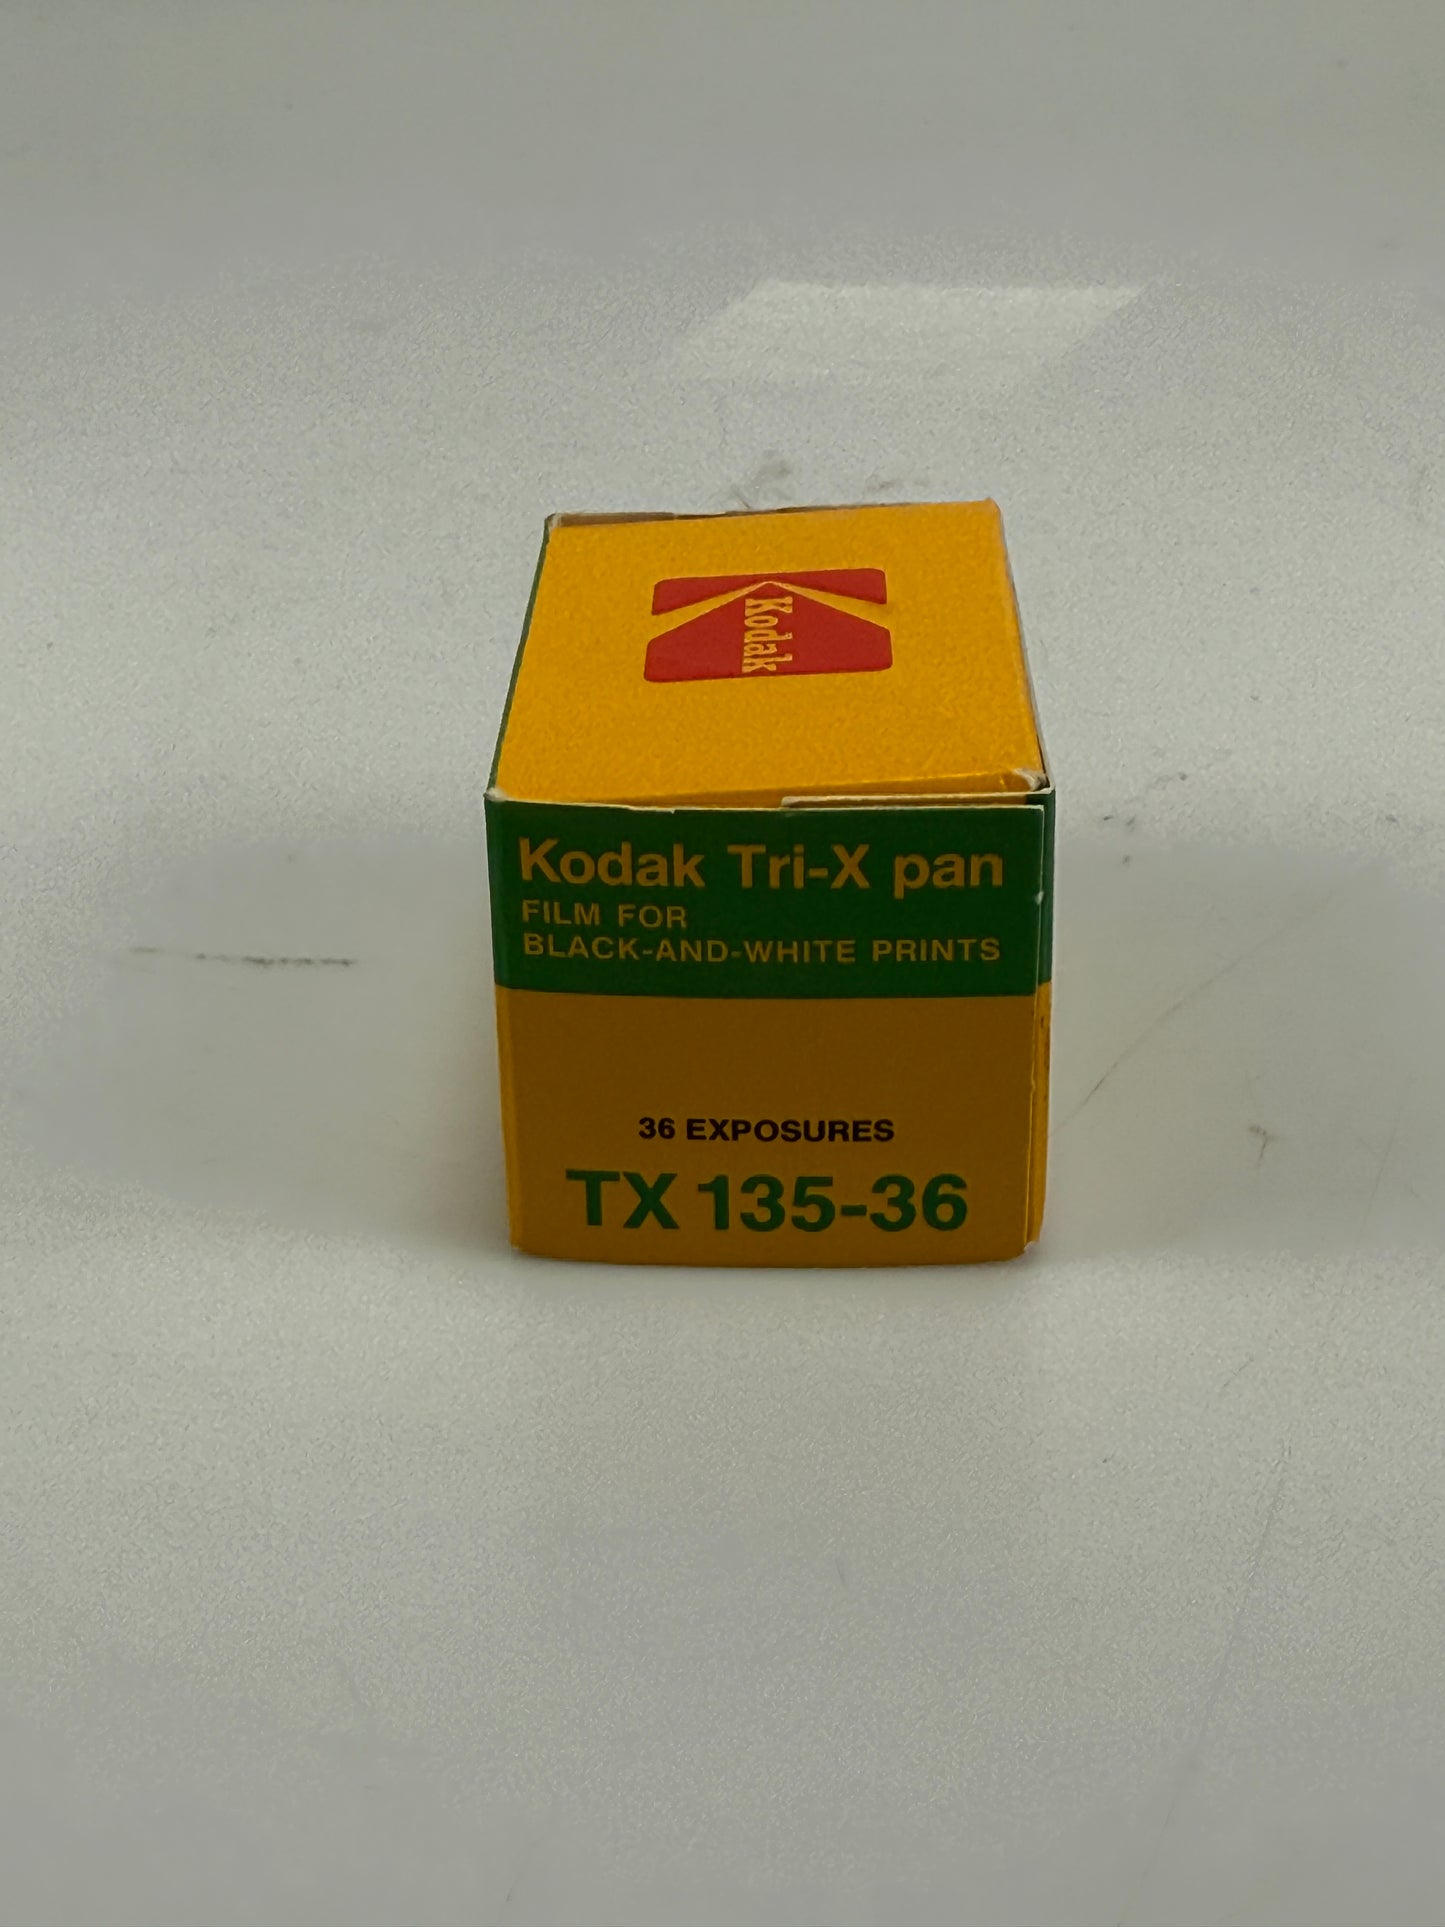 Kodak
Kodak Tri-X pan
FILM FOR
BLACK-AND-WHITE PRINTS
36 EXPOSURES
TX 135-36